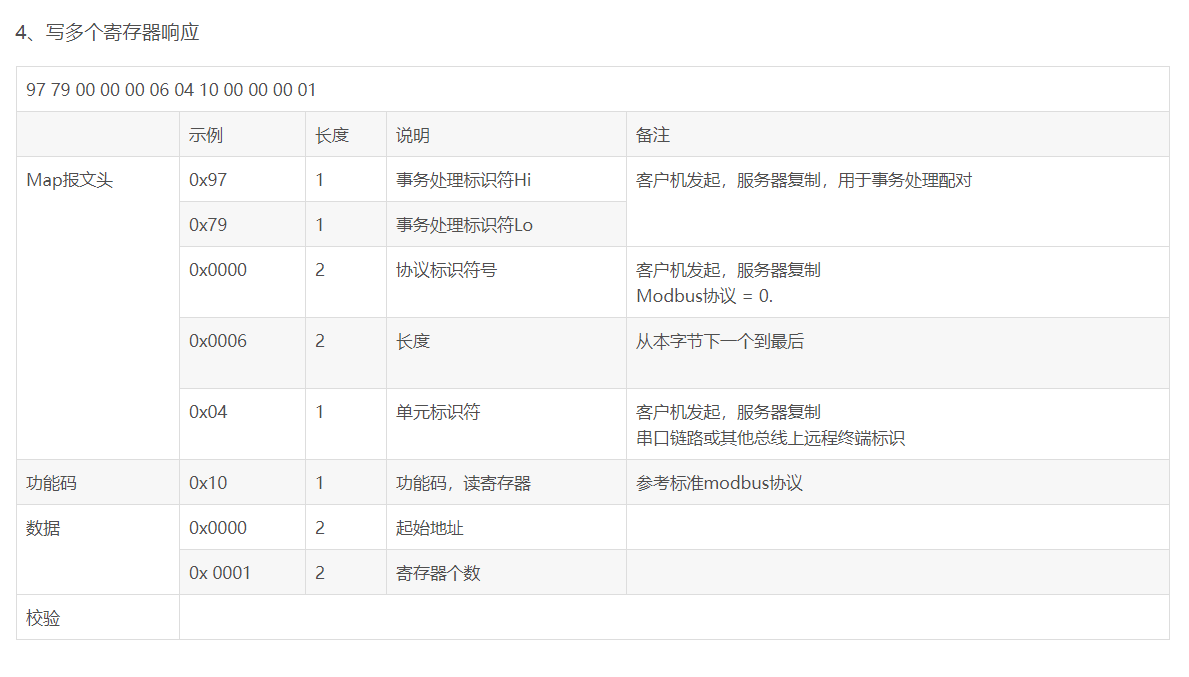 4、写多个寄存器响应
97 79 00 00 00 06 04 10 00 00 00 01
示例 长度 说明 备注
Map报文头 0x97 1 事务处理标识符Hi 客户机发起，服务器复制，用于事务处理配对
0x79 1 事务处理标识符Lo
0x0000 2 协议标识符号 客户机发起，服务器复制
Modbus协议 = 0.
0x0006 2 长度 从本字节下一个到最后
0x04 1 单元标识符 客户机发起，服务器复制
串口链路或其他总线上远程终端标识
功能码 0x10 1 功能码，读寄存器 参考标准modbus协议
数据 0x0000 2 起始地址
0x 0001 2 寄存器个数
校验